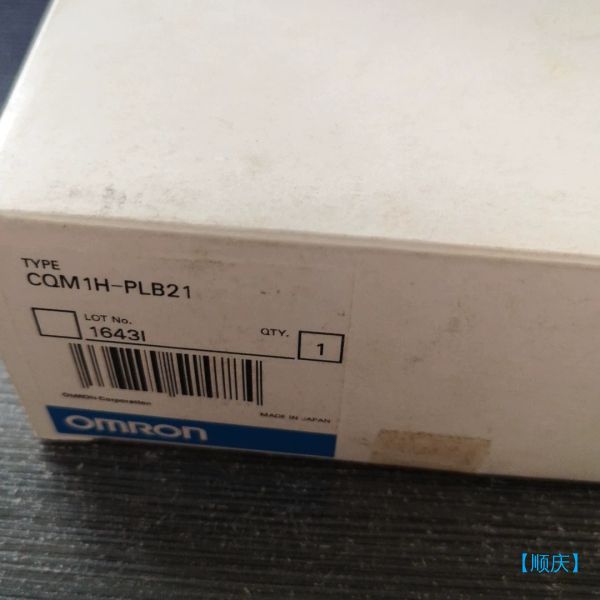 TYPE
CQM1H-PLB21
LOT No.
1643I
QTY.
1
OMRON Corporation
MADE IN JAPAN
OMRON
【顺庆】